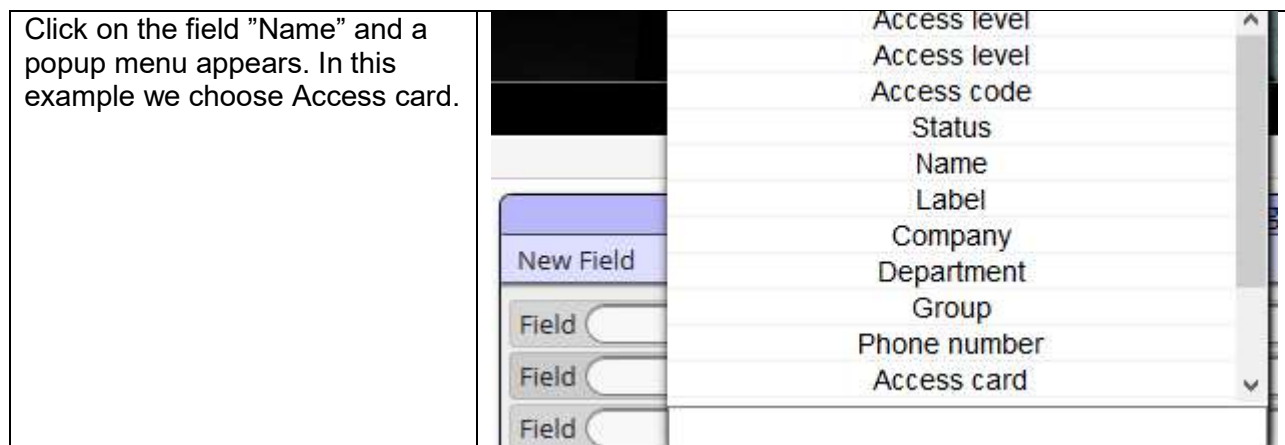 Click on the field ”Name” and a
popup menu appears. In this
example we choose Access card.
Access level
Access level
Access code
Status
Name
Label
Company
Department
Group
Phone number
Access card
New Field
Field
Field
Field